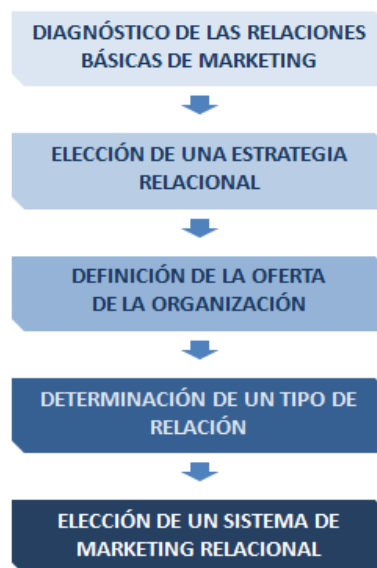 DIAGNÓSTICO DE LAS RELACIONES
BÁSICAS DE MARKETING
ELECCIÓN DE UNA ESTRATEGIA
RELACIONAL
DEFINICIÓN DE LA OFERTA
DE LA ORGANIZACIÓN
DETERMINACIÓN DE UN TIPO DE
RELACIÓN
ELECCIÓN DE UN SISTEMA DE
MARKETING RELACIONAL